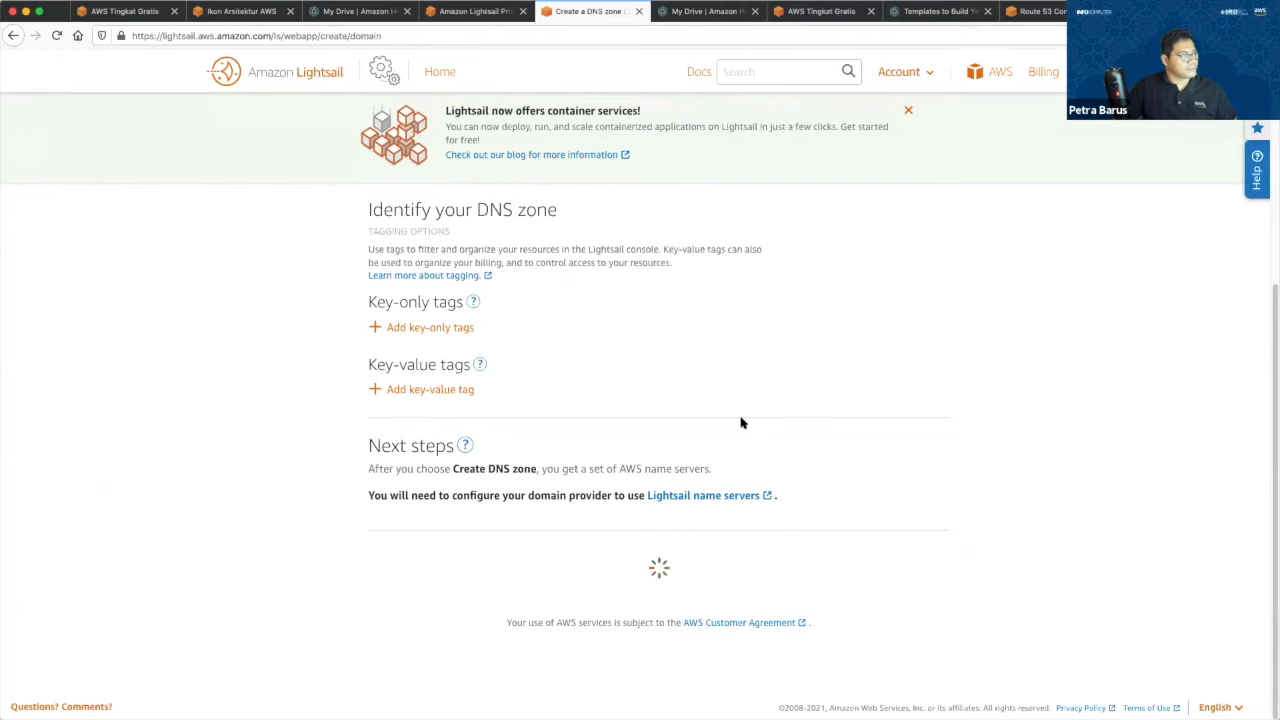 AWS Tingkat Gratis
Ikon Arsitektur AWS
My Drive | Amazon H
Amazon Lightsail Pri
Create a DNS zone |
My Drive | Amazon H
AWS Tingkat Gratis
Templates to Build Yo
Route 53 Con
https://lightsail.aws.amazon.com/ls/webapp/create/domain
INFOKOMPUTER
aws
Petra Barus
Amazon Lightsail
Home
Docs
Search
Account
AWS
Billing
Lightsail now offers container services!
You can now deploy, run, and scale containerized applications on Lightsail in just a few clicks. Get started
for free!
Check out our blog for more information
Help
Identify your DNS zone
TAGGING OPTIONS
Use tags to filter and organize your resources in the Lightsail console. Key-value tags can also
be used to organize your billing, and to control access to your resources.
Learn more about tagging.
Key-only tags ?
+ Add key-only tags
Key-value tags ?
+ Add key-value tag
Next steps ?
After you choose Create DNS zone, you get a set of AWS name servers.
You will need to configure your domain provider to use Lightsail name servers .
Your use of AWS services is subject to the AWS Customer Agreement .
Questions? Comments?
©2008-2021, Amazon Web Services, Inc. or its affiliates. All rights reserved.
Privacy Policy
Terms of Use
English